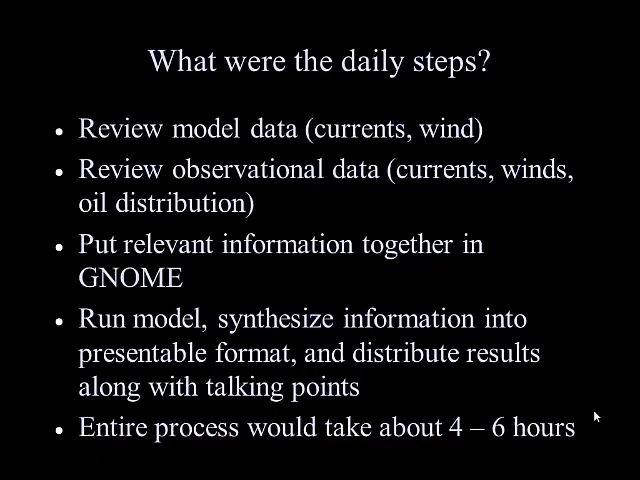 What were the daily steps?
• Review model data (currents, wind)
• Review observational data (currents, winds,
oil distribution)
• Put relevant information together in
GNOME
• Run model, synthesize information into
presentable format, and distribute results
along with talking points
• Entire process would take about 4 – 6 hours